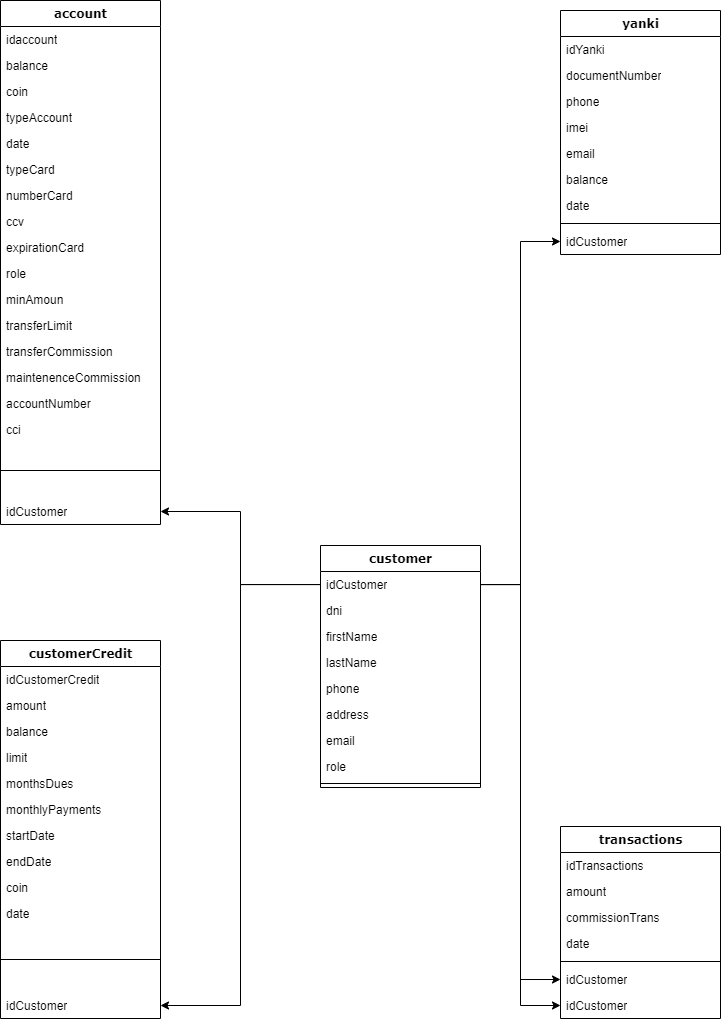 account
idaccount
balance
coin
typeAccount
date
typeCard
numberCard
ccv
expirationCard
role
minAmoun
transferLimit
transferCommission
maintenenceCommission
accountNumber
cci
idCustomer
yanki
idYanki
documentNumber
phone
imei
email
balance
date
idCustomer
customer
idCustomer
dni
firstName
lastName
phone
address
email
role
customerCredit
idCustomerCredit
amount
balance
limit
monthsDues
monthlyPayments
startDate
endDate
coin
date
idCustomer
transactions
idTransactions
amount
commissionTrans
date
idCustomer
idCustomer